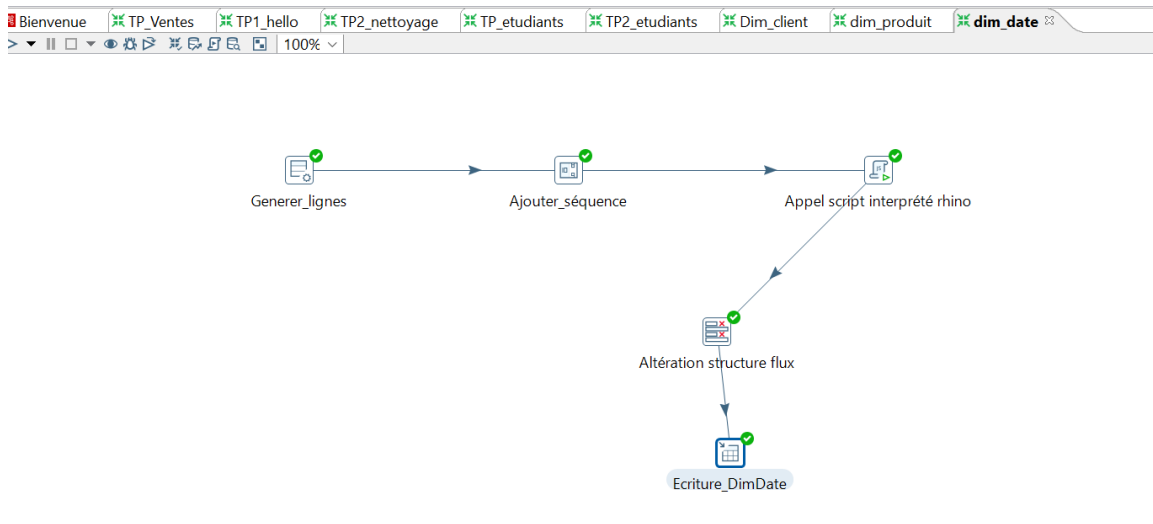 Bienvenue TP_Ventes TP1_hello TP2_nettoyage TP_etudiants TP2_etudiants Dim_client dim_produit dim_date
100%
Generer_lignes Ajouter_séquence Appel script interprété rhino
Altération structure flux
Ecriture_DimDate